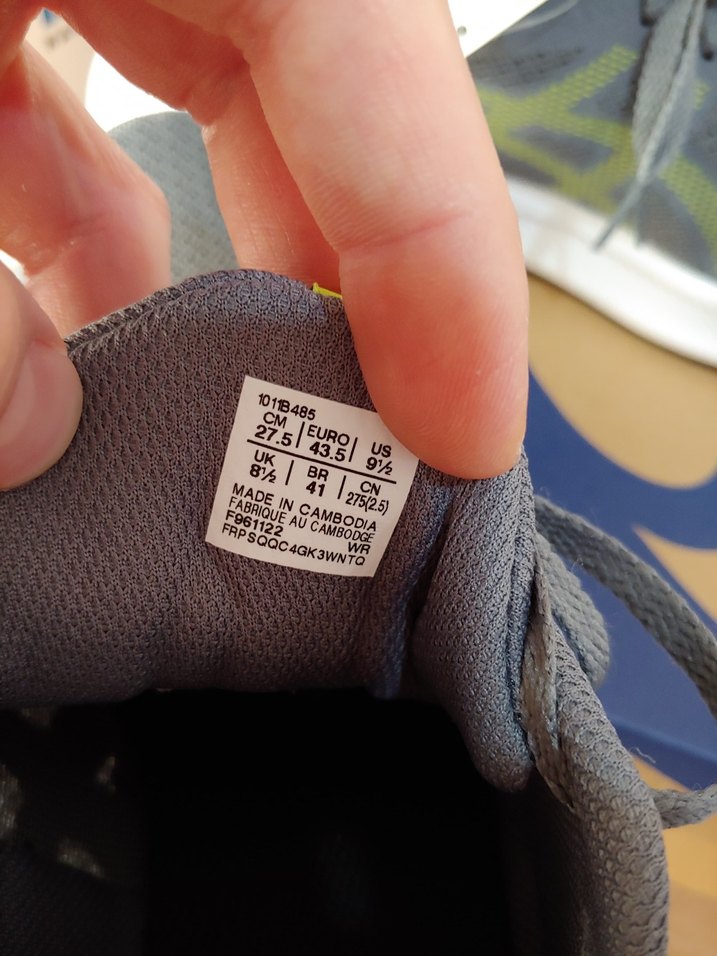 1011B485
CM 27.5 | EURO 43.5 | US 9½
UK 8½ | BR 41 | CN 275(2.5)
MADE IN CAMBODIA
FABRIQUE AU CAMBODGE
F961122 WR
FRPSQQC4GK3WNTQ